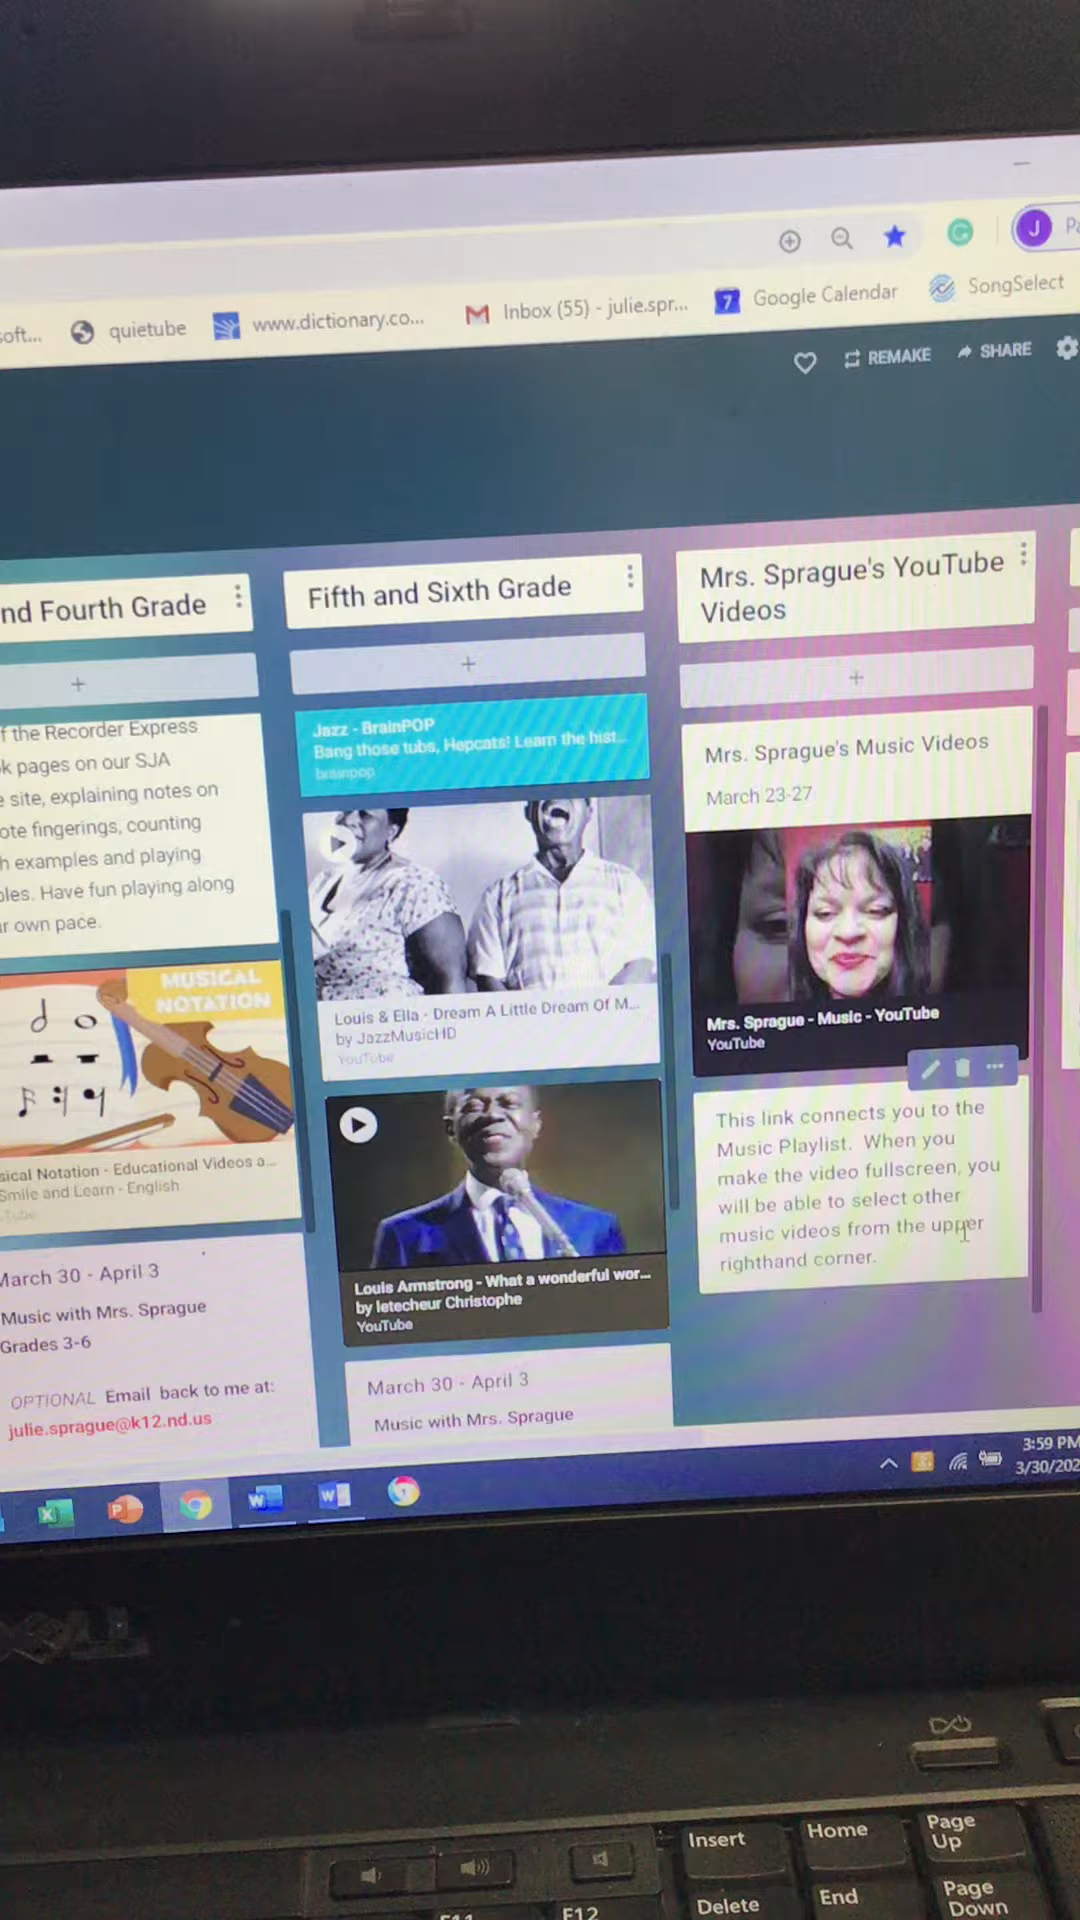 J
soft...
quietube
www.dictionary.co...
Inbox (55) - julie.spr...
7
Google Calendar
SongSelect
REMAKE
SHARE
nd Fourth Grade
+
f the Recorder Express
k pages on our SJA
e site, explaining notes on
ote fingerings, counting
h examples and playing
les. Have fun playing along
r own pace.
MUSICAL
NOTATION
sical Notation - Educational Videos a...
Smile and Learn - English
Tube
March 30 - April 3
Music with Mrs. Sprague
Grades 3-6
OPTIONAL Email back to me at:
julie.sprague@k12.nd.us
Fifth and Sixth Grade
+
Jazz - BrainPOP
Bang those tubs, Hepcats! Learn the hist...
brainpop
Louis & Ella - Dream A Little Dream Of M...
by JazzMusicHD
YouTube
Louis Armstrong - What a wonderful wor...
by letecheur Christophe
YouTube
March 30 - April 3
Music with Mrs. Sprague
Mrs. Sprague's YouTube
Videos
+
Mrs. Sprague's Music Videos
March 23-27
Mrs. Sprague - Music - YouTube
YouTube
This link connects you to the
Music Playlist. When you
make the video fullscreen, you
will be able to select other
music videos from the upper
righthand corner.
3:59 PM
3/30/202
Insert
Home
Page
Up
Delete
End
Page
Down
F11
F12